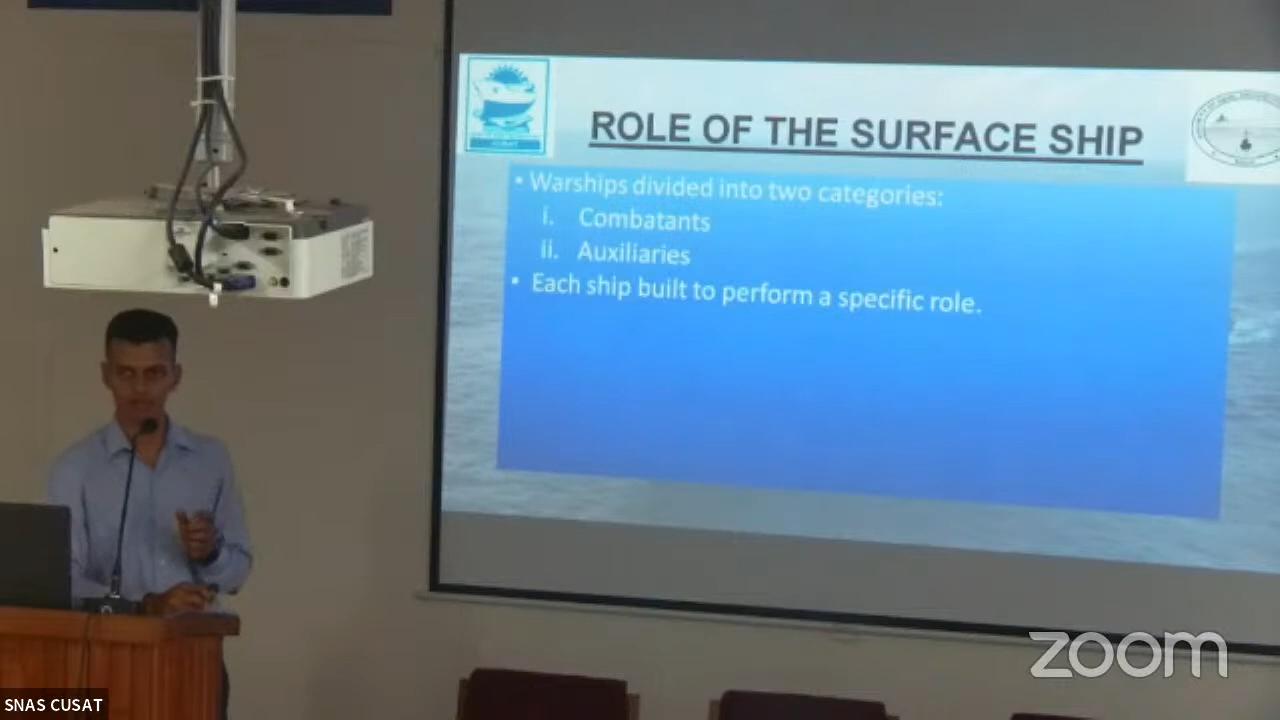 ROLE OF THE SURFACE SHIP
• Warships divided into two categories:
i. Combatants
ii. Auxiliaries
• Each ship built to perform a specific role.
zoom
SNAS CUSAT